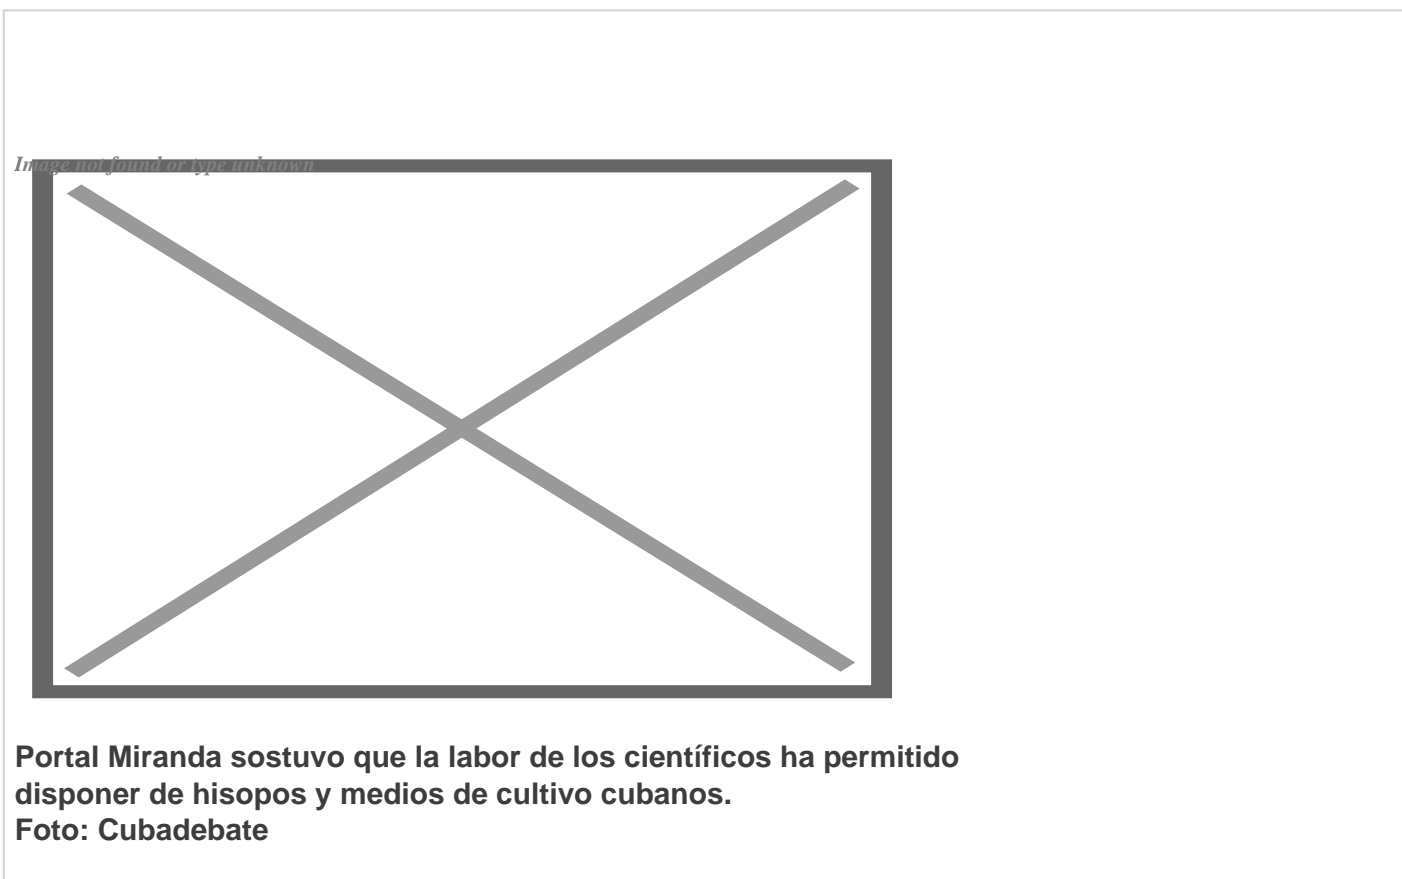 Image not found or type unknown
Portal Miranda sostuvo que la labor de los científicos ha permitido
disponer de hisopos y medios de cultivo cubanos.
Foto: Cubadebate